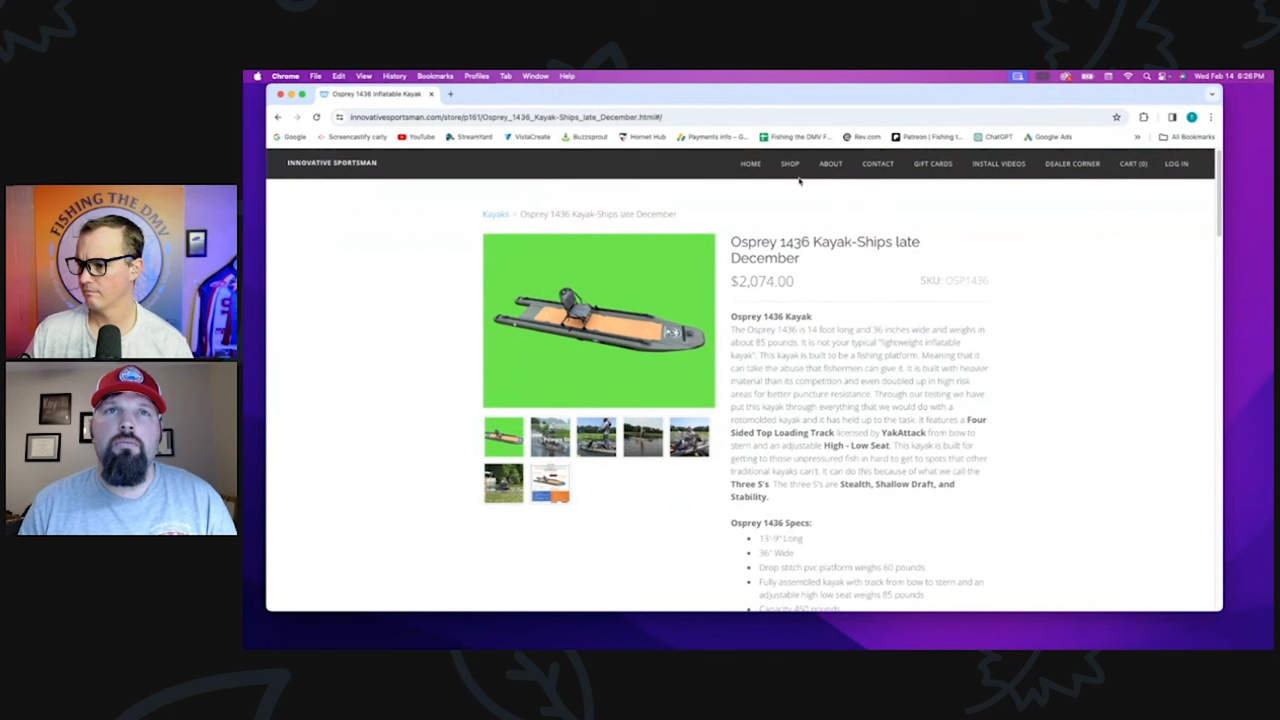 Chrome File Edit View History Bookmarks Profiles Tab Window Help
Wed Feb 14 6:26PM
Osprey 1436 Inflatable Kayak
innovativesportsman.com/store/p161/Osprey_1436_Kayak-Ships_late_December.html#/
Google Screencastify carly YouTube StreamYard VistaCreate Buzzsprout Hornet Hub Payments info – G... Fishing the DMV F... Rev.com Patreon | Fishing t... ChatGPT Google Ads » All Bookmarks
INNOVATIVE SPORTSMAN HOME SHOP ABOUT CONTACT GIFT CARDS INSTALL VIDEOS DEALER CORNER CART (0) LOG IN
FISHING THE DMV
Kayaks > Osprey 1436 Kayak-Ships late December
Osprey 1436 Kayak-Ships late
December
$2,074.00 SKU: OSP1436
Osprey 1436 Kayak
The Osprey 1436 is 14 foot long and 36 inches wide and weighs in
about 85 pounds. It is not your typical "lightweight inflatable
kayak". This kayak is built to be a fishing platform. Meaning that it
can take the abuse that fishermen can give it. It is built with heavier
material than its competition and even doubled up in high risk
areas for better puncture resistance. Through our testing we have
put this kayak through everything that we would do with a
rotomolded kayak and it has held up to the task. It features a Four
Sided Top Loading Track licensed by YakAttack from bow to
stern and an adjustable High - Low Seat. This kayak is built for
getting to those unpressured fish in hard to get to spots that other
traditional kayaks can't. It can do this because of what we call the
Three S's. The three S's are Stealth, Shallow Draft, and
Stability.
Osprey 1436 Specs:
13'-9" Long
36" Wide
Drop stitch pvc platform weighs 60 pounds
Fully assembled kayak with track from bow to stern and an
adjustable high low seat weighs 85 pounds
Capacity 450 pounds